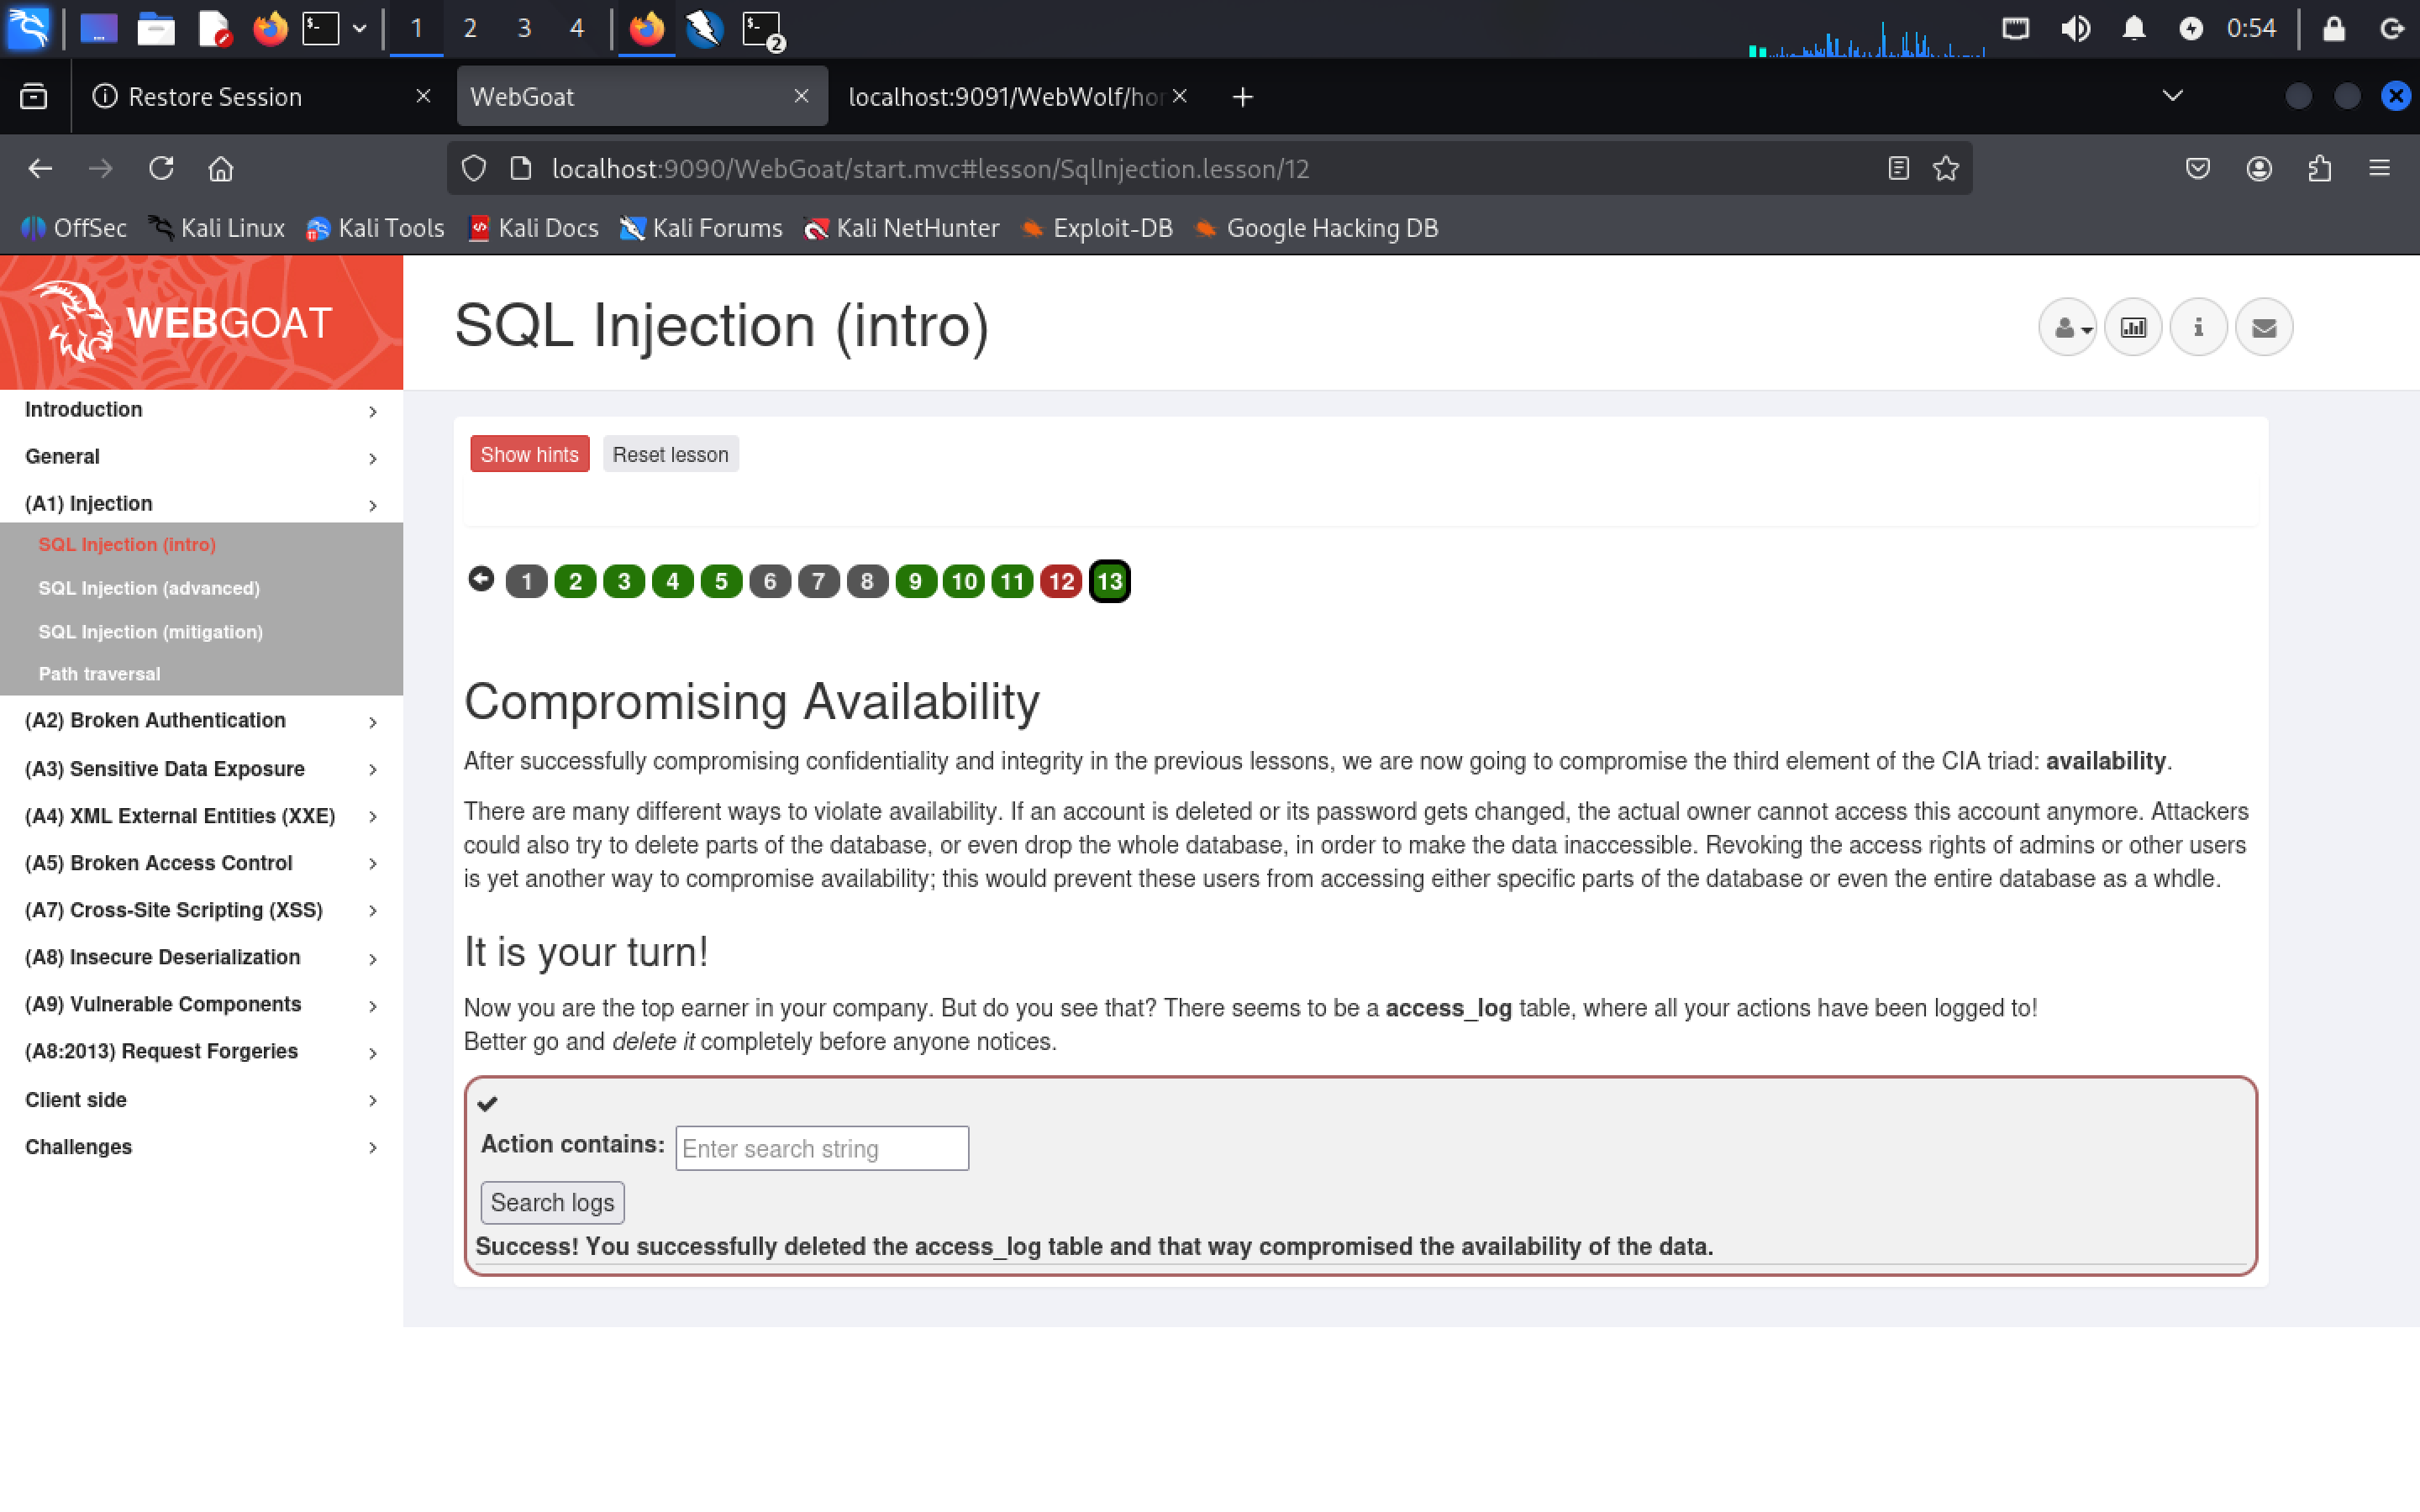 1 2 3 4 2 0:54
Restore Session WebGoat localhost:9091/WebWolf/hor
localhost:9090/WebGoat/start.mvc#lesson/SqlInjection.lesson/12
OffSec Kali Linux Kali Tools Kali Docs Kali Forums Kali NetHunter Exploit-DB Google Hacking DB
WEBGOAT
SQL Injection (intro)
Introduction
General
(A1) Injection
SQL Injection (intro)
SQL Injection (advanced)
SQL Injection (mitigation)
Path traversal
(A2) Broken Authentication
(A3) Sensitive Data Exposure
(A4) XML External Entities (XXE)
(A5) Broken Access Control
(A7) Cross-Site Scripting (XSS)
(A8) Insecure Deserialization
(A9) Vulnerable Components
(A8:2013) Request Forgeries
Client side
Challenges
Show hints Reset lesson
1 2 3 4 5 6 7 8 9 10 11 12 13
Compromising Availability
After successfully compromising confidentiality and integrity in the previous lessons, we are now going to compromise the third element of the CIA triad: availability.
There are many different ways to violate availability. If an account is deleted or its password gets changed, the actual owner cannot access this account anymore. Attackers
could also try to delete parts of the database, or even drop the whole database, in order to make the data inaccessible. Revoking the access rights of admins or other users
is yet another way to compromise availability; this would prevent these users from accessing either specific parts of the database or even the entire database as a whole.
It is your turn!
Now you are the top earner in your company. But do you see that? There seems to be a access_log table, where all your actions have been logged to!
Better go and delete it completely before anyone notices.
Action contains: Enter search string
Search logs
Success! You successfully deleted the access_log table and that way compromised the availability of the data.